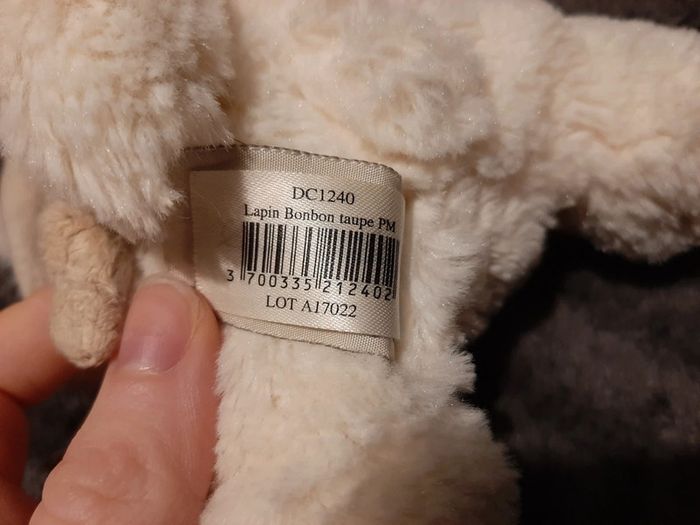 DC1240
Lapin Bonbon taupe PM
3 700335 212402
LOT A17022